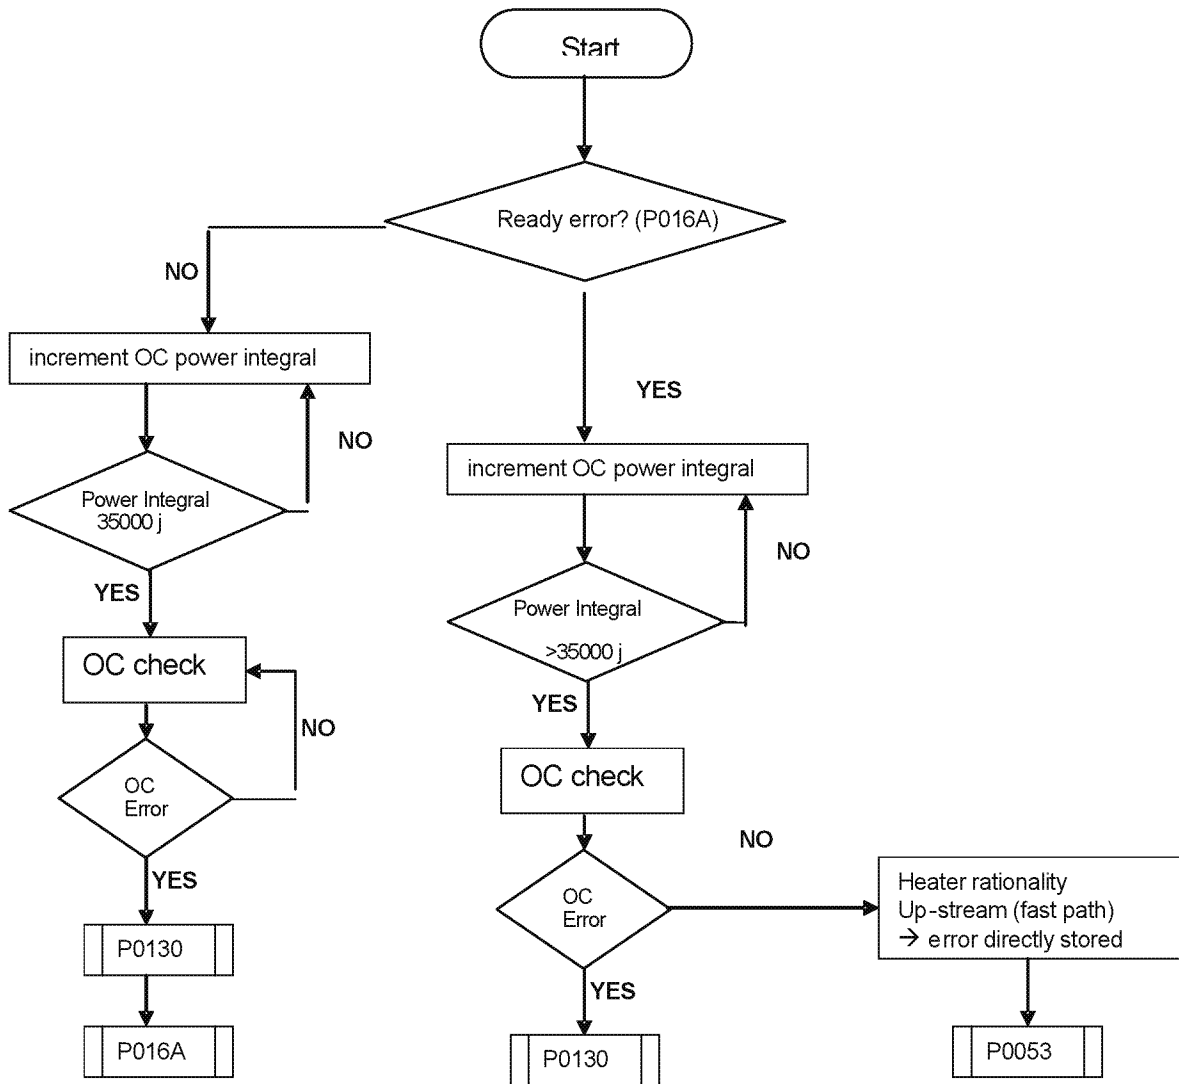 Start
Ready error? (P016A)
NO
increment OC power integral
NO
Power Integral
35000 j
YES
OC check
NO
OC
Error
YES
P0130
P016A
YES
increment OC power integral
NO
Power Integral
>35000 j
YES
OC check
NO
OC
Error
YES
P0130
Heater rationality
Up-stream (fast path)
→ error directly stored
P0053